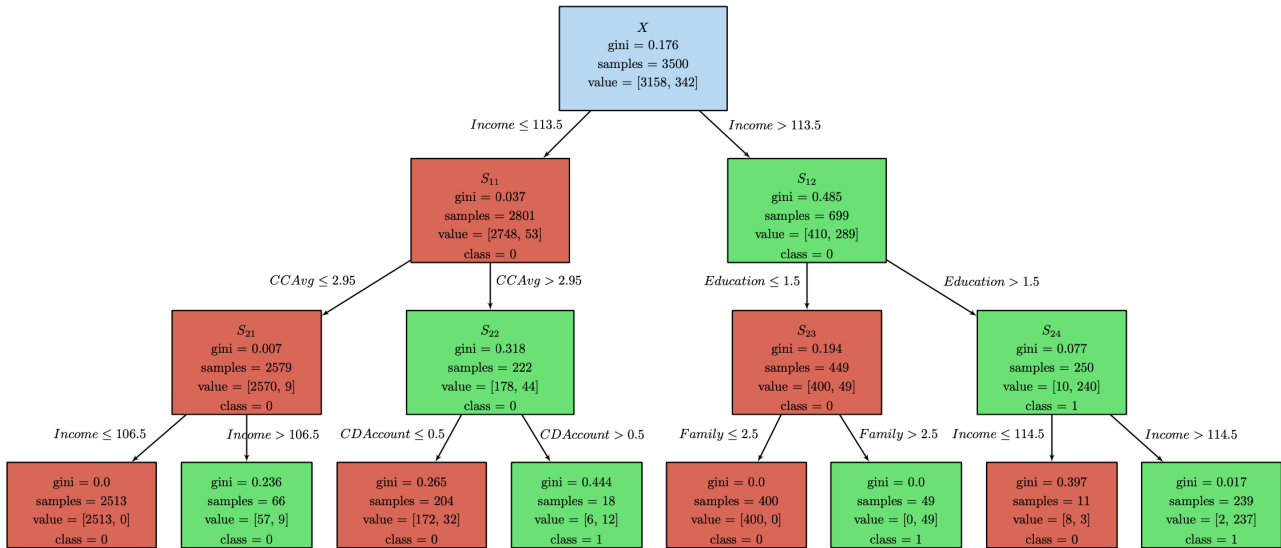 X
gini = 0.176
samples = 3500
value = [3158, 342]
Income ≤ 113.5
Income > 113.5
S₁₁
gini = 0.037
samples = 2801
value = [2748, 53]
class = 0
S₁₂
gini = 0.485
samples = 699
value = [410, 289]
class = 0
CCAvg ≤ 2.95
CCAvg > 2.95
Education ≤ 1.5
Education > 1.5
S₂₁
gini = 0.007
samples = 2579
value = [2570, 9]
class = 0
S₂₂
gini = 0.318
samples = 222
value = [178, 44]
class = 0
S₂₃
gini = 0.194
samples = 449
value = [400, 49]
class = 0
S₂₄
gini = 0.077
samples = 250
value = [10, 240]
class = 1
Income ≤ 106.5
Income > 106.5
CDAccount ≤ 0.5
CDAccount > 0.5
Family ≤ 2.5
Family > 2.5
Income ≤ 114.5
Income > 114.5
gini = 0.0
samples = 2513
value = [2513, 0]
class = 0
gini = 0.236
samples = 66
value = [57, 9]
class = 0
gini = 0.265
samples = 204
value = [172, 32]
class = 0
gini = 0.444
samples = 18
value = [6, 12]
class = 1
gini = 0.0
samples = 400
value = [400, 0]
class = 0
gini = 0.0
samples = 49
value = [0, 49]
class = 1
gini = 0.397
samples = 11
value = [8, 3]
class = 0
gini = 0.017
samples = 239
value = [2, 237]
class = 1